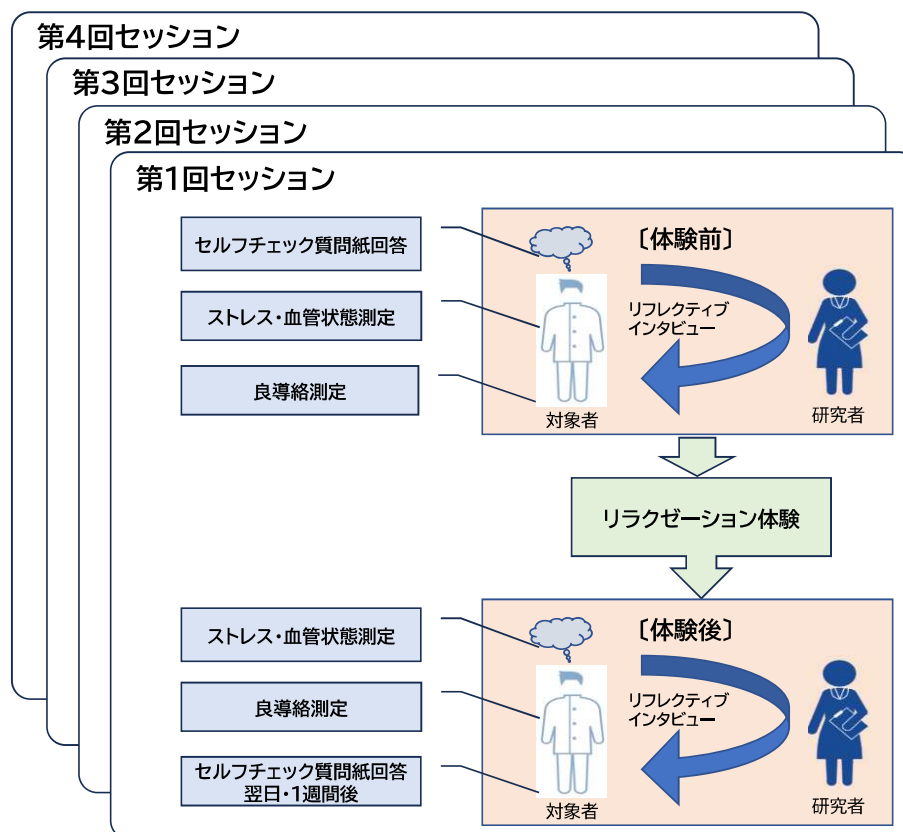 第4回セッション
第3回セッション
第2回セッション
第1回セッション
セルフチェック質問紙回答
ストレス・血管状態測定
良導絡測定
〔体験前〕
リフレクティブ
インタビュー
対象者
研究者
リラクゼーション体験
ストレス・血管状態測定
良導絡測定
セルフチェック質問紙回答
翌日・1週間後
〔体験後〕
リフレクティブ
インタビュー
対象者
研究者